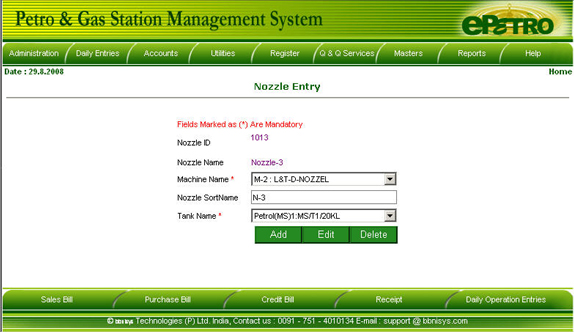 Petro & Gas Station Management System
ePetro
Administration Daily Entries Accounts Utilities Register Q & Q Services Masters Reports Help
Date : 29.8.2008 Home
Nozzle Entry
Fields Marked as (*) Are Mandatory
Nozzle ID 1013
Nozzle Name Nozzle-3
Machine Name * M-2 : L&T-D-NOZZEL
Nozzle SortName N-3
Tank Name * Petrol(MS)1:MS/T1/20KL
Add Edit Delete
Sales Bill Purchase Bill Credit Bill Receipt Daily Operation Entries
© bbnisys Technologies (P) Ltd. India, Contact us : 0091 - 751 - 4010134 E-mail : support @ bbnisys.com